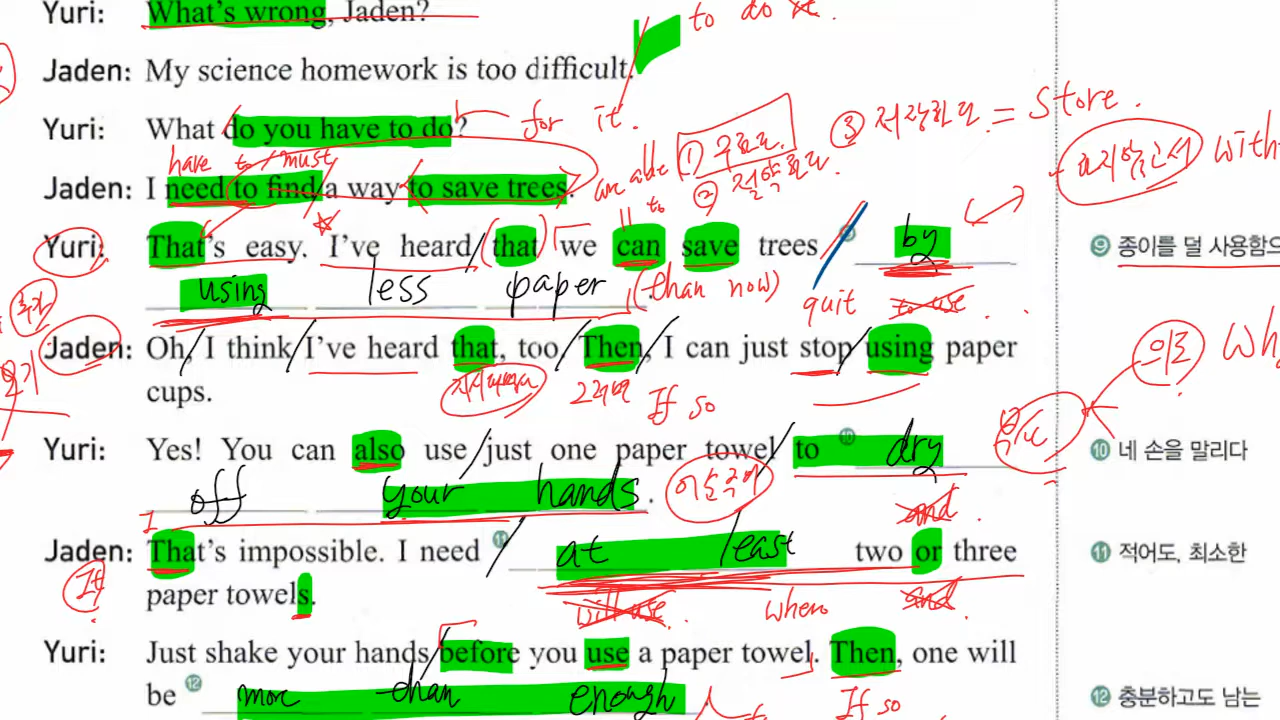 Yuri: What's wrong, Jaden?
to do it.
Jaden: My science homework is too difficult.
Yuri: What do you have to do?
for it.
③ 저장하다 = Store.
① 구하다.
② 절약하다.
have to / must
are able to
Jaden: I need to find a way to save trees.
Yuri: That's easy. I've heard that we can save trees ⑨ by
using less paper.
(than now)
quit
to use
⑨ 종이를 덜 사용함으
Jaden: Oh, I think I've heard that, too. Then, I can just stop using paper
cups.
그러면 If so
Yuri: Yes! You can also use just one paper towel to ⑩ dry
off your hands.
and
⑩ 네 손을 말리다
Jaden: That's impossible. I need ⑪ at least two or three
⑪ 적어도, 최소한
It
paper towels.
will use
when
and
Yuri: Just shake your hands before you use a paper towel. Then, one will
be ⑫ more than enough
If so
⑫ 충분하고도 남는